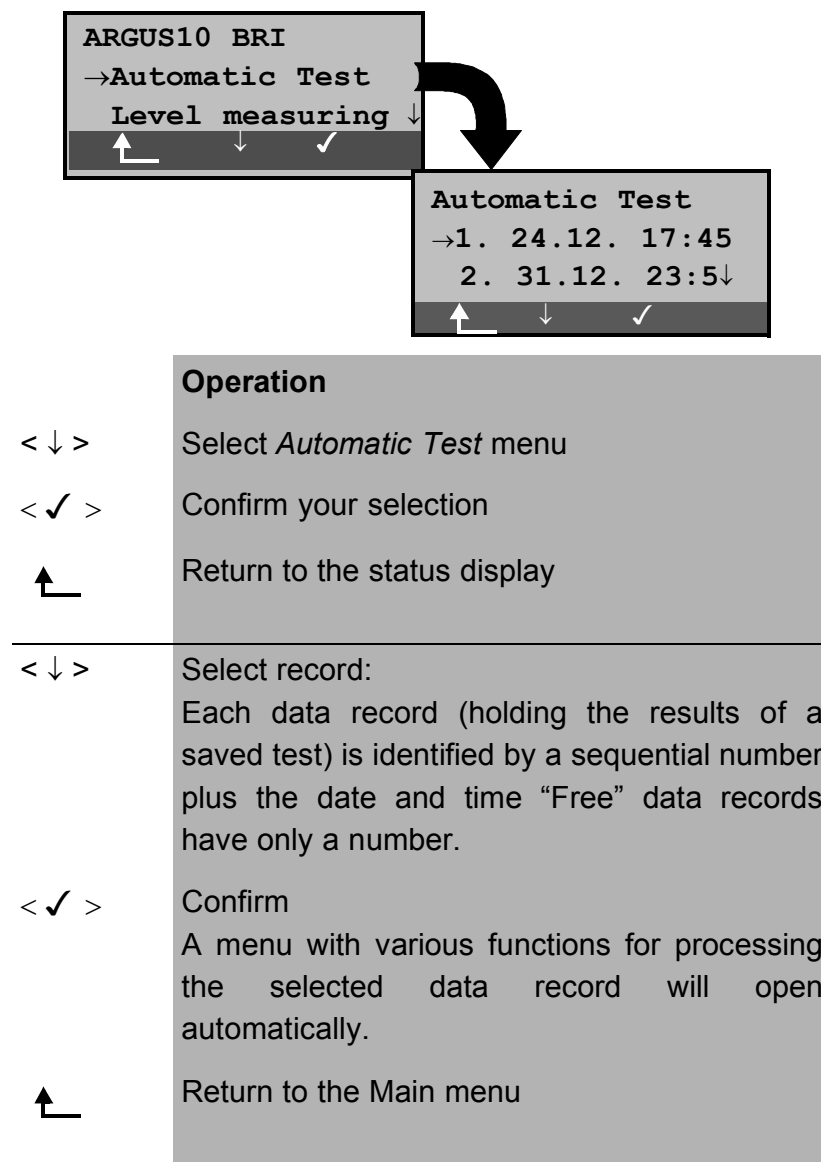 ARGUS10 BRI
→Automatic Test
Level measuring ↓
↓ ✓
Automatic Test
→1. 24.12. 17:45
2. 31.12. 23:5↓
↓ ✓
Operation
<↓> Select Automatic Test menu
<✓> Confirm your selection
Return to the status display
<↓> Select record:
Each data record (holding the results of a
saved test) is identified by a sequential number
plus the date and time “Free” data records
have only a number.
<✓> Confirm
A menu with various functions for processing
the selected data record will open
automatically.
Return to the Main menu